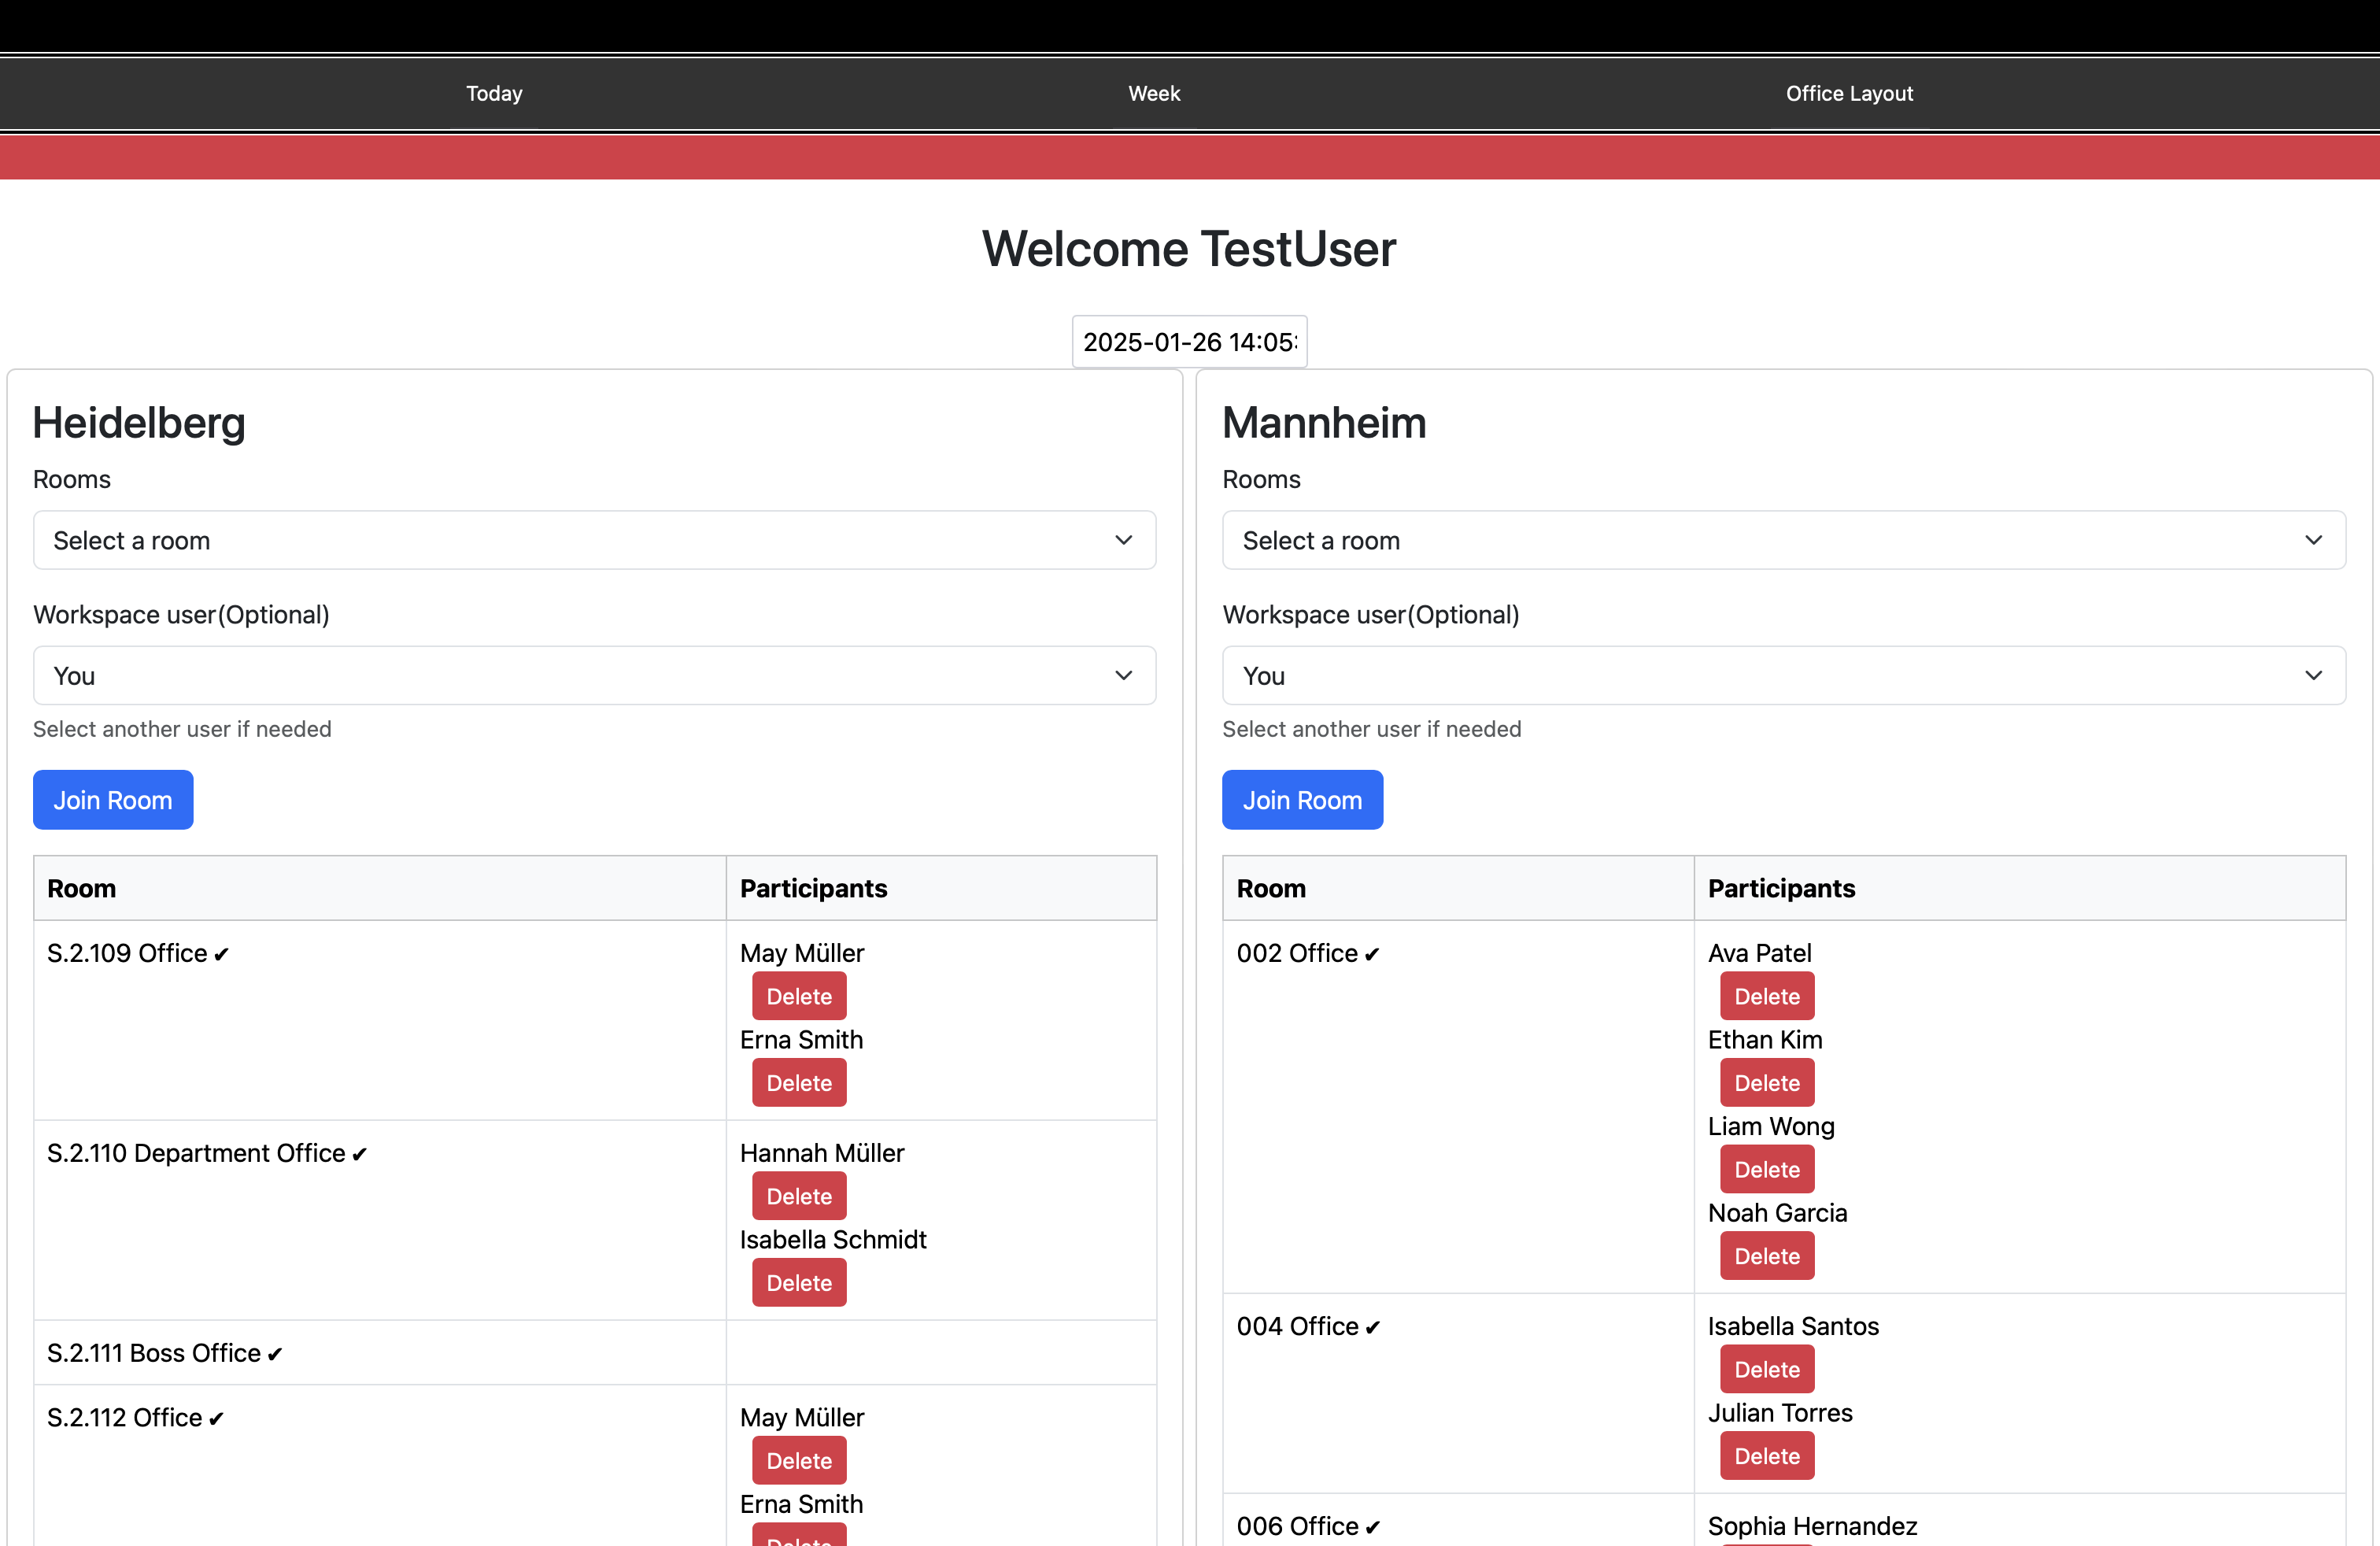 Today Week Office Layout
Welcome TestUser
2025-01-26 14:05:
Heidelberg
Rooms
Select a room
Workspace user(Optional)
You
Select another user if needed
Join Room
Room Participants
S.2.109 Office ✔ May Müller
Delete
Erna Smith
Delete
S.2.110 Department Office ✔ Hannah Müller
Delete
Isabella Schmidt
Delete
S.2.111 Boss Office ✔
S.2.112 Office ✔ May Müller
Delete
Erna Smith
Delete
Mannheim
Rooms
Select a room
Workspace user(Optional)
You
Select another user if needed
Join Room
Room Participants
002 Office ✔ Ava Patel
Delete
Ethan Kim
Delete
Liam Wong
Delete
Noah Garcia
Delete
004 Office ✔ Isabella Santos
Delete
Julian Torres
Delete
006 Office ✔ Sophia Hernandez